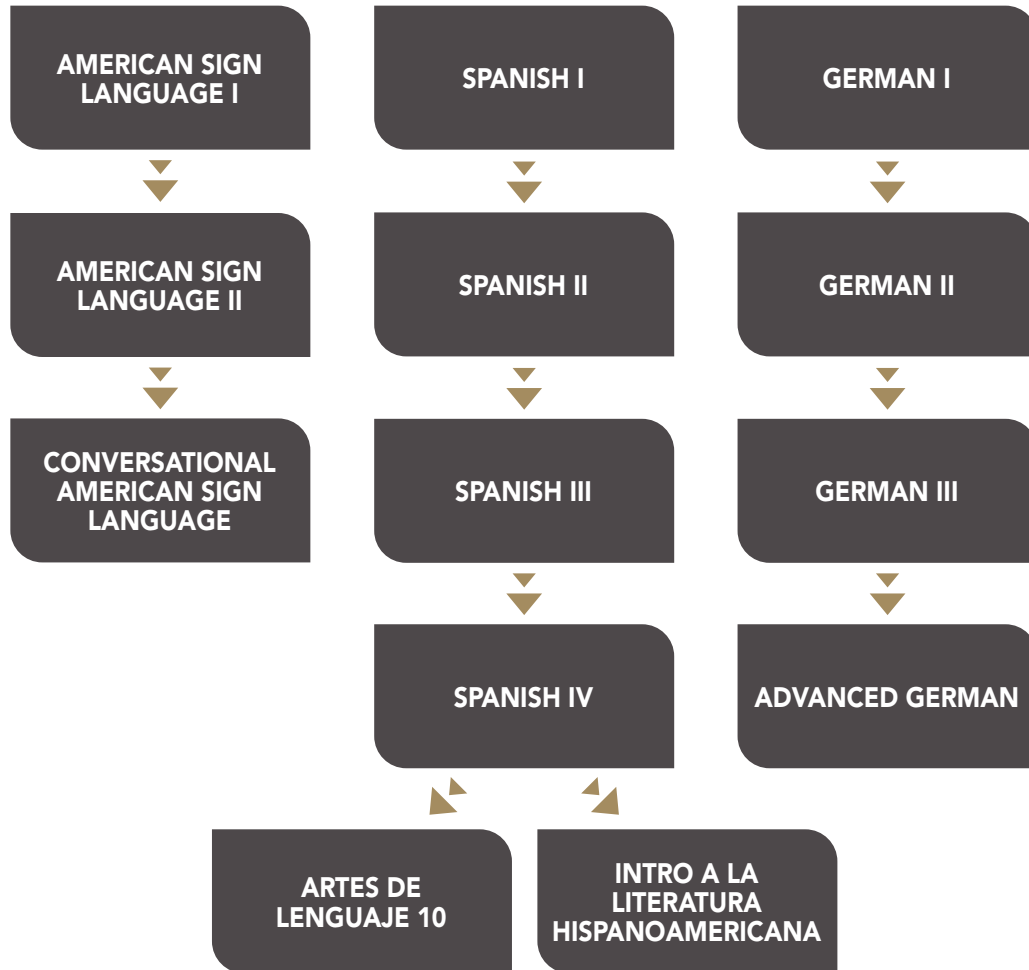 AMERICAN SIGN
LANGUAGE I
SPANISH I
GERMAN I
AMERICAN SIGN
LANGUAGE II
SPANISH II
GERMAN II
CONVERSATIONAL
AMERICAN SIGN
LANGUAGE
SPANISH III
GERMAN III
SPANISH IV
ADVANCED GERMAN
ARTES DE
LENGUAJE 10
INTRO A LA
LITERATURA
HISPANOAMERICANA